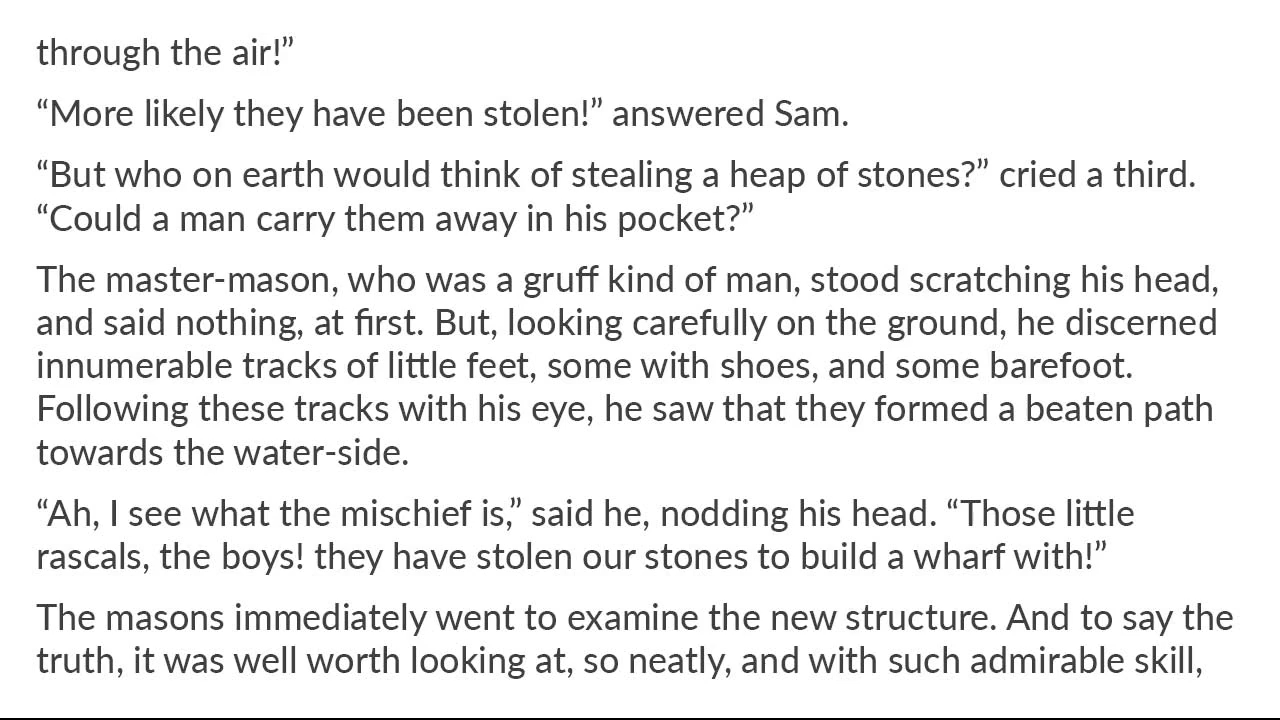 through the air!”
“More likely they have been stolen!” answered Sam.
“But who on earth would think of stealing a heap of stones?” cried a third.
“Could a man carry them away in his pocket?”
The master-mason, who was a gruff kind of man, stood scratching his head,
and said nothing, at first. But, looking carefully on the ground, he discerned
innumerable tracks of little feet, some with shoes, and some barefoot.
Following these tracks with his eye, he saw that they formed a beaten path
towards the water-side.
“Ah, I see what the mischief is,” said he, nodding his head. “Those little
rascals, the boys! they have stolen our stones to build a wharf with!”
The masons immediately went to examine the new structure. And to say the
truth, it was well worth looking at, so neatly, and with such admirable skill,